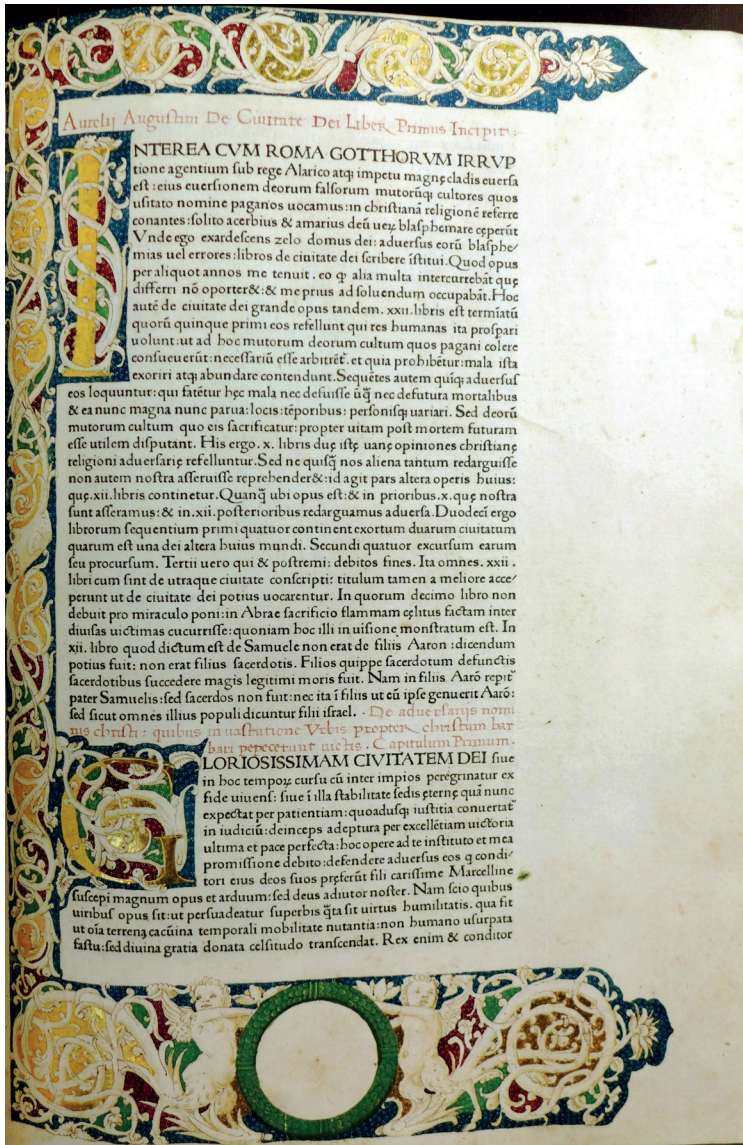 Aurelij Augustini De Ciuitate Dei Liber Primus Incipit:
INTEREA CVM ROMA GOTTHORVM IRRVP
tione agentium sub rege Alarico atq; impetu magnę cladis euersa
est: eius euersionem deorum falsorum mutorūq; cultores quos
usitato nomine paganos uocamus: in christianā religionē referre
conantes: solito acerbius & amarius deū ueꝝ blasphemare cęperūt
Vnde ego exardescens zelo domus dei: aduersus eorū blasphe/
mias uel errores: libros de ciuitate dei scribere īstitui. Quod opus
per aliquot annos me tenuit. eo ꝙ alia multa intercurrebāt quę
differri nō oporter&: & me prius ad soluendum occupabāt. Hoc
autē de ciuitate dei grande opus tandem. xxii. libris est termīatū
quorū quinque primi eos refellunt qui res humanas ita prospari
uolunt: ut ad hoc mutorum deorum cultum quos pagani colere
consueuerūt: necessariū esse arbitrēt᷑. et quia prohibētur: mala ista
exoriri atq; abundare contendunt. Sequētes autem quiq; aduersus
eos loquuntur: qui fatētur hęc mala nec defuisse ūq̄ nec defutura mortalibus
& ea nunc magna nunc parua: locis: tēporibus: personisq; uariari. Sed deorū
mutorum cultum quo eis sacrificatur: propter uitam post mortem futuram
esse utilem disputant. His ergo. x. libris duę istę uanę opiniones christianę
religioni aduersarię refelluntur. Sed ne quisq̄ nos aliena tantum redarguisse
non autem nostra asseruisse reprehender&: id agit pars altera operis huius:
quę. xii. libris continetur. Quanq̄ ubi opus est: & in prioribus. x. quę nostra
sunt asseramus: & in. xii. posterioribus redarguamus aduersa. Duodecī ergo
librorum sequentium primi quatuor continent exortum duarum ciuitatum
quarum est una dei altera huius mundi. Secundi quatuor excursum earum
seu procursum. Tertii uero qui & postremi: debitos fines. Ita omnes. xxii.
libri cum sint de utraque ciuitate conscripti: titulum tamen a meliore acce/
perunt ut de ciuitate dei potius uocarentur. In quorum decimo libro non
debuit pro miraculo poni: in Abrae sacrificio flammam cęlitus factam inter
diuisas uictimas cucurrisse: quoniam hoc illi in uisione monstratum est. In
xii. libro quod dictum est de Samuele non erat de filiis Aaron: dicendum
potius fuit: non erat filius sacerdotis. Filios quippe sacerdotum defunctis
sacerdotibus succedere magis legitimi moris fuit. Nam in filiis Aarō repit᷑
pater Samuelis: sed sacerdos non fuit: nec ita ī filiis ut eū ipse genuerit Aarō:
sed sicut omnes illius populi dicuntur filii israel. De aduersarijs nomi
nis christi: quibus in uastratione Vrbis propter christum bar
bari pepecerunt uictis. Capitulum Primum.
GLORIOSISSIMAM CIVITATEM DEI siue
in hoc tempoꝝ cursu cū inter impios peregrinatur ex
fide uiuens: siue ī illa stabilitate sedis ęternę quā nunc
expectat per patientiam: quoadusq; iustitia conuertat᷑
in iudiciū: deinceps adeptura per excellētiam uictoria
ultima et pace perfecta: hoc opere ad te instituto et mea
promissione debito: defendere aduersus eos q condi/
tori eius deos suos pręferūt fili carissime Marcelline
suscepi magnum opus et arduum: sed deus adiutor noster. Nam scio quibus
uiribus opus sit: ut persuadeatur superbis q̄ta sit uirtus humilitatis. qua fit
ut oīa terrena cacūina temporali mobilitate nutantia: non humano usurpata
fastu: sed diuina gratia donata celsitudo transcendat. Rex enim & conditor